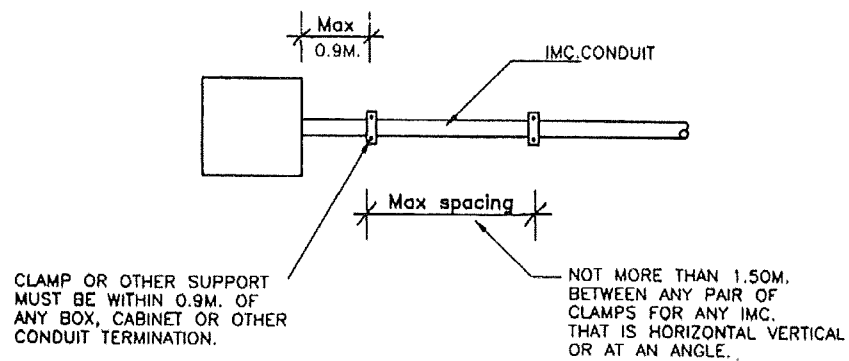 Max
0.9M.
IMC.CONDUIT
Max spacing
CLAMP OR OTHER SUPPORT
MUST BE WITHIN 0.9M. OF
ANY BOX, CABINET OR OTHER
CONDUIT TERMINATION.
NOT MORE THAN 1.50M.
BETWEEN ANY PAIR OF
CLAMPS FOR ANY IMC.
THAT IS HORIZONTAL VERTICAL
OR AT AN ANGLE.